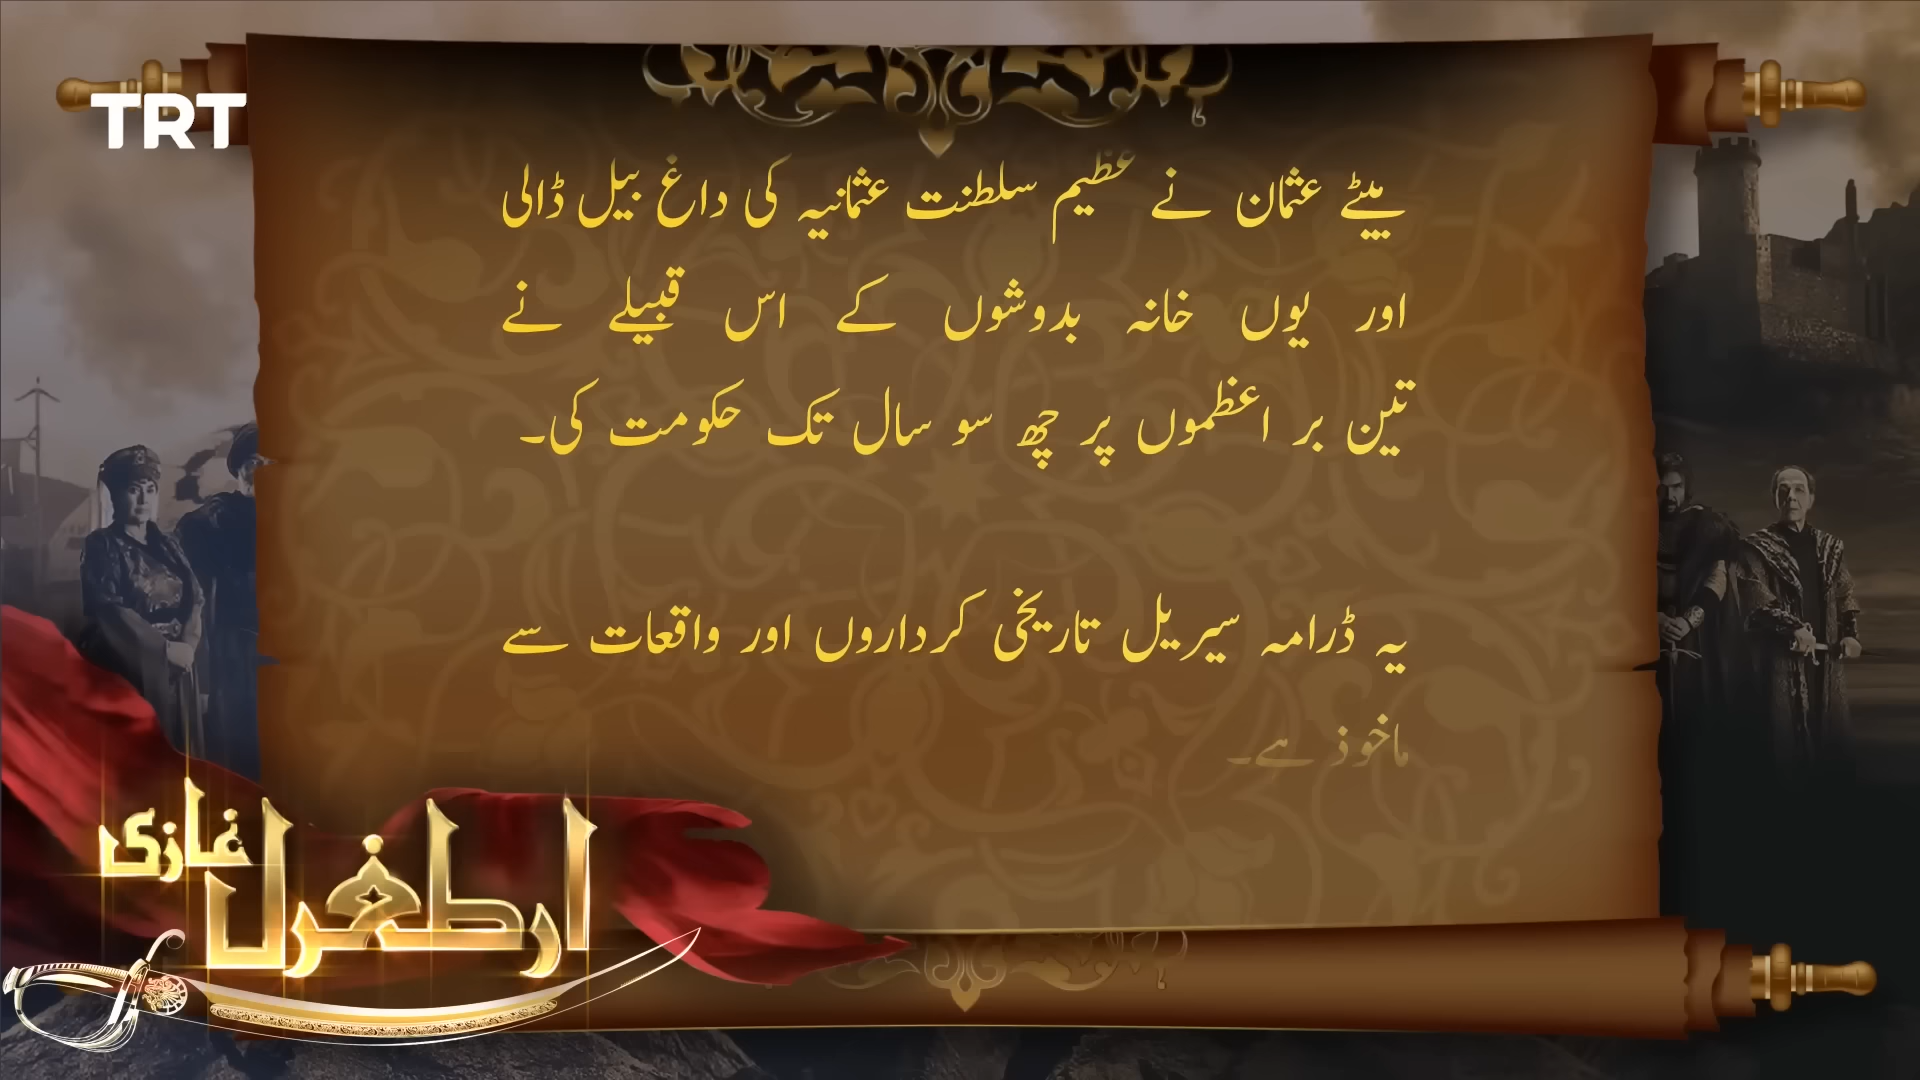 TRT
بیٹے عثمان نے عظیم سلطنت عثمانیہ کی داغ بیل ڈالی
اور یوں خانہ بدوشوں کے اس قبیلے نے
تین بر اعظموں پر چھ سو سال تک حکومت کی۔
یہ ڈرامہ سیریل تاریخی کرداروں اور واقعات سے
ماخوذ ہے۔
ارطغرل غازی